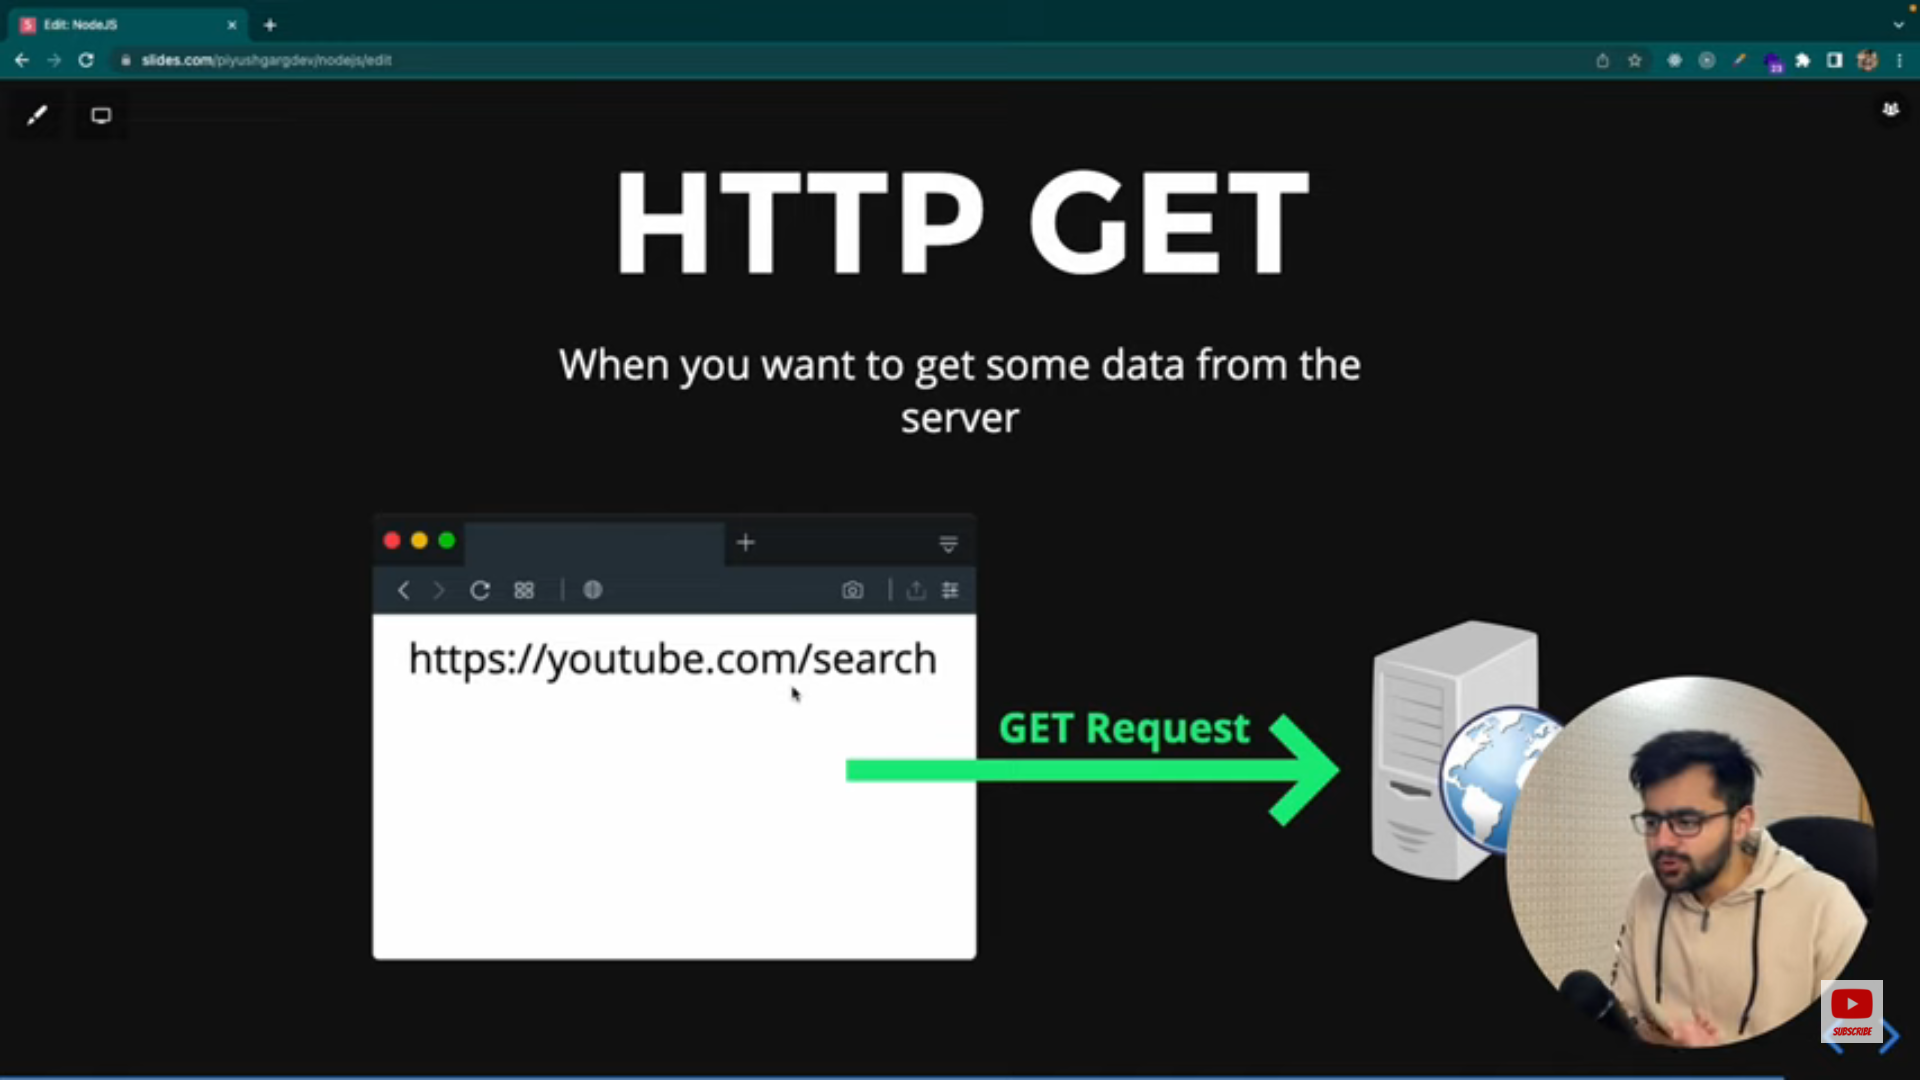 Edit: NodeJS
slides.com/piyushgargdev/nodejs/edit
23
HTTP GET
When you want to get some data from the
server
https://youtube.com/search
GET Request
SUBSCRIBE